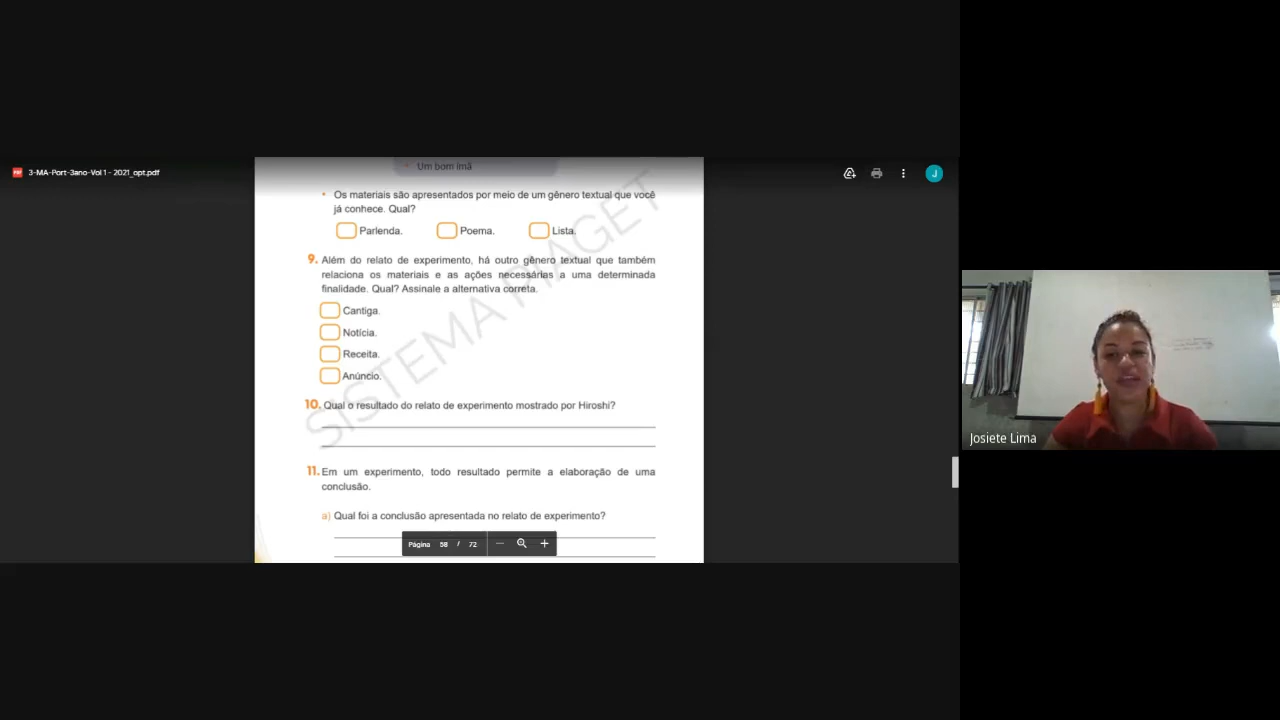 3-MA-Port-3ano-Vol 1 - 2021_opt.pdf
J
Um bom imã
• Os materiais são apresentados por meio de um gênero textual que você
já conhece. Qual?
Parlenda. Poema. Lista.
9. Além do relato de experimento, há outro gênero textual que também
relaciona os materiais e as ações necessárias a uma determinada
finalidade. Qual? Assinale a alternativa correta.
Cantiga.
Notícia.
Receita.
Anúncio.
10. Qual o resultado do relato de experimento mostrado por Hiroshi?
11. Em um experimento, todo resultado permite a elaboração de uma
conclusão.
a) Qual foi a conclusão apresentada no relato de experimento?
Página 58 / 72
SISTEMA PIAGET
Josiete Lima